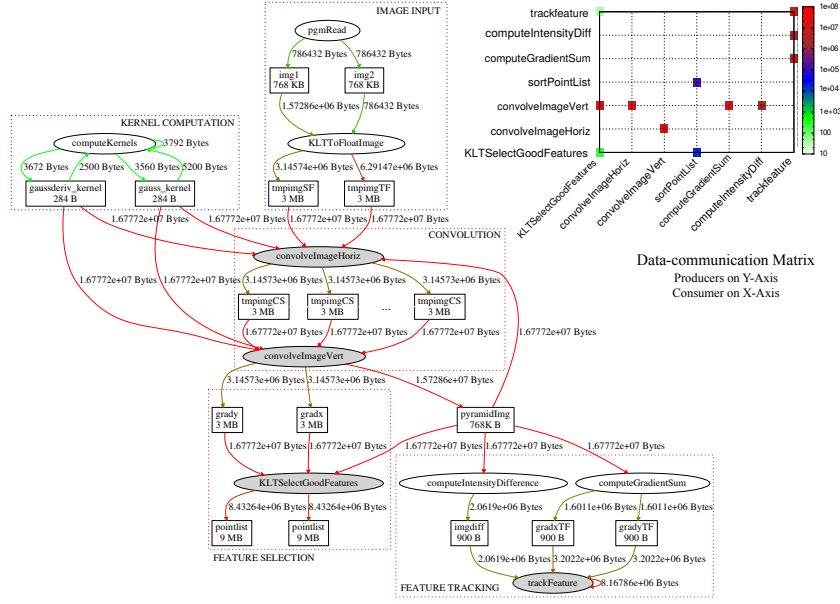 IMAGE INPUT
pgmRead
786432 Bytes
786432 Bytes
img1
768 KB
img2
768 KB
1.57286e+06 Bytes
786432 Bytes
KLTToFloatImage
3.14574e+06 Bytes
6.29147e+06 Bytes
tmpimgSF
3 MB
tmpimgTF
3 MB
KERNEL COMPUTATION
computeKernels
3792 Bytes
3672 Bytes
2500 Bytes
3560 Bytes
5200 Bytes
gaussderiv_kernel
284 B
gauss_kernel
284 B
1.67772e+07 Bytes
1.67772e+07 Bytes
1.67772e+07 Bytes
1.67772e+07 Bytes
CONVOLUTION
convolveImageHoriz
1.67772e+07 Bytes
1.67772e+07 Bytes
3.14573e+06 Bytes
3.14573e+06 Bytes
3.14573e+06 Bytes
tmpimgCS
3 MB
tmpimgCS
3 MB
...
tmpimgCS
3 MB
1.67772e+07 Bytes
1.67772e+07 Bytes
1.67772e+07 Bytes
1.67772e+07 Bytes
convolveImageVert
3.14573e+06 Bytes
3.14573e+06 Bytes
1.57286e+07 Bytes
grady
3 MB
gradx
3 MB
pyramidImg
768K B
1.67772e+07 Bytes
1.67772e+07 Bytes
1.67772e+07 Bytes
1.67772e+07 Bytes
1.67772e+07 Bytes
KLTSelectGoodFeatures
8.43264e+06 Bytes
8.43264e+06 Bytes
pointlist
9 MB
pointlist
9 MB
FEATURE SELECTION
computeIntensityDifference
computeGradientSum
2.0619e+06 Bytes
1.6011e+06 Bytes
1.6011e+06 Bytes
imgdiff
900 B
gradxTF
900 B
gradyTF
900 B
2.0619e+06 Bytes
3.2022e+06 Bytes
3.2022e+06 Bytes
trackFeature
8.16786e+06 Bytes
FEATURE TRACKING
trackfeature
computeIntensityDiff
computeGradientSum
sortPointList
convolveImageVert
convolveImageHoriz
KLTSelectGoodFeatures
KLTSelectGoodFeatures
convolveImageHoriz
convolveImageVert
sortPointList
computeGradientSum
computeIntensityDiff
trackfeature
1e+08
1e+07
1e+06
1e+05
1e+04
1e+03
100
10
Data-communication Matrix
Producers on Y-Axis
Consumer on X-Axis